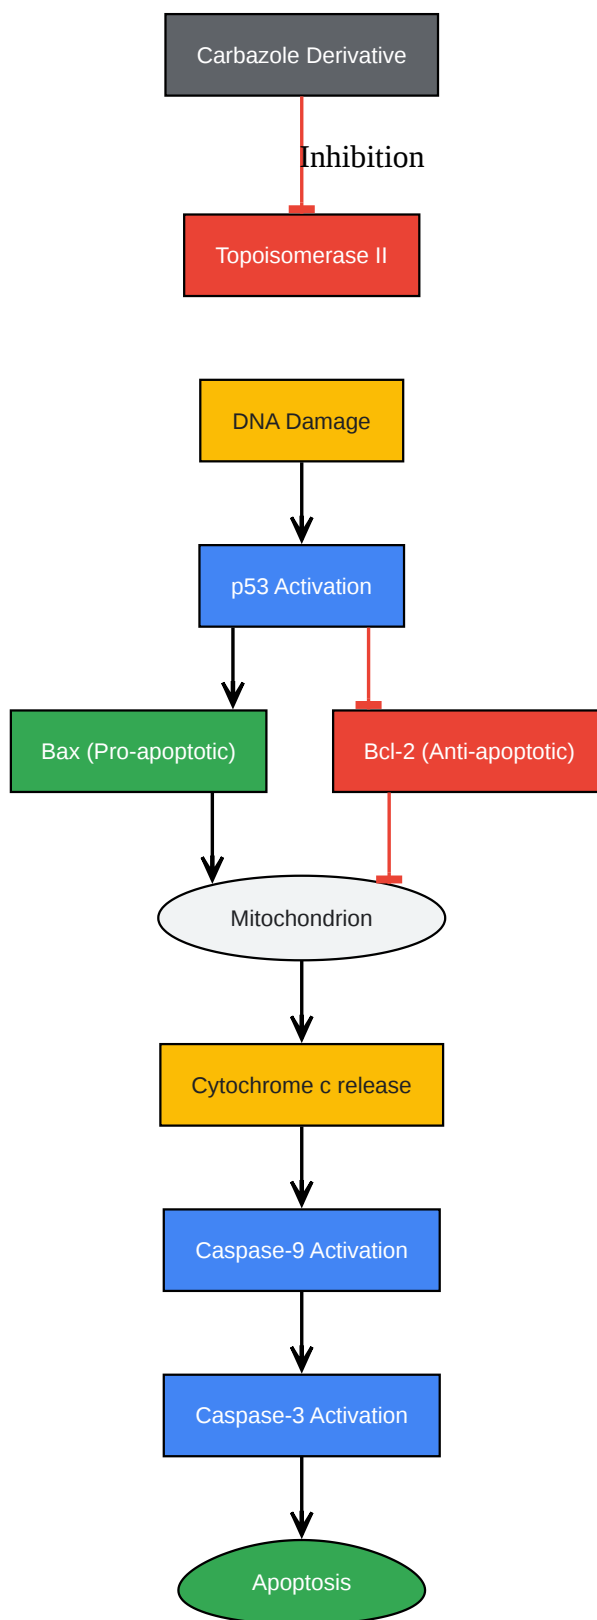 Carbazole Derivative
Inhibition
Topoisomerase II
DNA Damage
p53 Activation
Bax (Pro-apoptotic)
Bcl-2 (Anti-apoptotic)
Mitochondrion
Cytochrome c release
Caspase-9 Activation
Caspase-3 Activation
Apoptosis